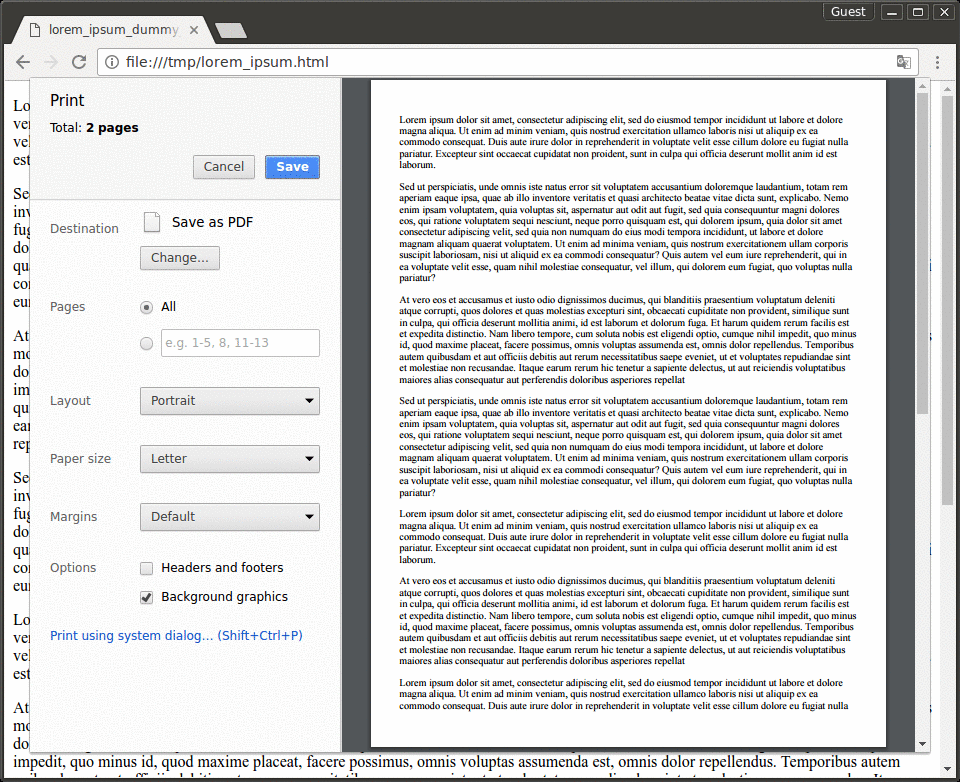 Guest
lorem_ipsum_dummy
file:///tmp/lorem_ipsum.html
Print
Total: 2 pages
Cancel
Save
Destination
Save as PDF
Change...
Pages
All
e.g. 1-5, 8, 11-13
Layout
Portrait
Paper size
Letter
Margins
Default
Options
Headers and footers
Background graphics
Print using system dialog... (Shift+Ctrl+P)
Lorem ipsum dolor sit amet, consectetur adipiscing elit, sed do eiusmod tempor incididunt ut labore et dolore
magna aliqua. Ut enim ad minim veniam, quis nostrud exercitation ullamco laboris nisi ut aliquip ex ea
commodo consequat. Duis aute irure dolor in reprehenderit in voluptate velit esse cillum dolore eu fugiat nulla
pariatur. Excepteur sint occaecat cupidatat non proident, sunt in culpa qui officia deserunt mollit anim id est
laborum.
Sed ut perspiciatis, unde omnis iste natus error sit voluptatem accusantium doloremque laudantium, totam rem
aperiam eaque ipsa, quae ab illo inventore veritatis et quasi architecto beatae vitae dicta sunt, explicabo. Nemo
enim ipsam voluptatem, quia voluptas sit, aspernatur aut odit aut fugit, sed quia consequuntur magni dolores
eos, qui ratione voluptatem sequi nesciunt, neque porro quisquam est, qui dolorem ipsum, quia dolor sit amet
consectetur adipiscing velit, sed quia non numquam do eius modi tempora incididunt, ut labore et dolore
magnam aliquam quaerat voluptatem. Ut enim ad minima veniam, quis nostrum exercitationem ullam corporis
suscipit laboriosam, nisi ut aliquid ex ea commodi consequatur? Quis autem vel eum iure reprehenderit, qui in
ea voluptate velit esse, quam nihil molestiae consequatur, vel illum, qui dolorem eum fugiat, quo voluptas nulla
pariatur?
At vero eos et accusamus et iusto odio dignissimos ducimus, qui blanditiis praesentium voluptatum deleniti
atque corrupti, quos dolores et quas molestias excepturi sint, obcaecati cupiditate non provident, similique sunt
in culpa, qui officia deserunt mollitia animi, id est laborum et dolorum fuga. Et harum quidem rerum facilis est
et expedita distinctio. Nam libero tempore, cum soluta nobis est eligendi optio, cumque nihil impedit, quo minus
id, quod maxime placeat, facere possimus, omnis voluptas assumenda est, omnis dolor repellendus. Temporibus
autem quibusdam et aut officiis debitis aut rerum necessitatibus saepe eveniet, ut et voluptates repudiandae sint
et molestiae non recusandae. Itaque earum rerum hic tenetur a sapiente delectus, ut aut reiciendis voluptatibus
maiores alias consequatur aut perferendis doloribus asperiores repellat
Sed ut perspiciatis, unde omnis iste natus error sit voluptatem accusantium doloremque laudantium, totam rem
aperiam eaque ipsa, quae ab illo inventore veritatis et quasi architecto beatae vitae dicta sunt, explicabo. Nemo
enim ipsam voluptatem, quia voluptas sit, aspernatur aut odit aut fugit, sed quia consequuntur magni dolores
eos, qui ratione voluptatem sequi nesciunt, neque porro quisquam est, qui dolorem ipsum, quia dolor sit amet
consectetur adipiscing velit, sed quia non numquam do eius modi tempora incididunt, ut labore et dolore
magnam aliquam quaerat voluptatem. Ut enim ad minima veniam, quis nostrum exercitationem ullam corporis
suscipit laboriosam, nisi ut aliquid ex ea commodi consequatur? Quis autem vel eum iure reprehenderit, qui in
ea voluptate velit esse, quam nihil molestiae consequatur, vel illum, qui dolorem eum fugiat, quo voluptas nulla
pariatur?
Lorem ipsum dolor sit amet, consectetur adipiscing elit, sed do eiusmod tempor incididunt ut labore et dolore
magna aliqua. Ut enim ad minim veniam, quis nostrud exercitation ullamco laboris nisi ut aliquip ex ea
commodo consequat. Duis aute irure dolor in reprehenderit in voluptate velit esse cillum dolore eu fugiat nulla
pariatur. Excepteur sint occaecat cupidatat non proident, sunt in culpa qui officia deserunt mollit anim id est
laborum.
At vero eos et accusamus et iusto odio dignissimos ducimus, qui blanditiis praesentium voluptatum deleniti
atque corrupti, quos dolores et quas molestias excepturi sint, obcaecati cupiditate non provident, similique sunt
in culpa, qui officia deserunt mollitia animi, id est laborum et dolorum fuga. Et harum quidem rerum facilis est
et expedita distinctio. Nam libero tempore, cum soluta nobis est eligendi optio, cumque nihil impedit, quo minus
id, quod maxime placeat, facere possimus, omnis voluptas assumenda est, omnis dolor repellendus. Temporibus
autem quibusdam et aut officiis debitis aut rerum necessitatibus saepe eveniet, ut et voluptates repudiandae sint
et molestiae non recusandae. Itaque earum rerum hic tenetur a sapiente delectus, ut aut reiciendis voluptatibus
maiores alias consequatur aut perferendis doloribus asperiores repellat
Lorem ipsum dolor sit amet, consectetur adipiscing elit, sed do eiusmod tempor incididunt ut labore et dolore
magna aliqua. Ut enim ad minim veniam, quis nostrud exercitation ullamco laboris nisi ut aliquip ex ea
commodo consequat. Duis aute irure dolor in reprehenderit in voluptate velit esse cillum dolore eu fugiat nulla
impedit, quo minus id, quod maxime placeat, facere possimus, omnis voluptas assumenda est, omnis dolor repellendus. Temporibus autem